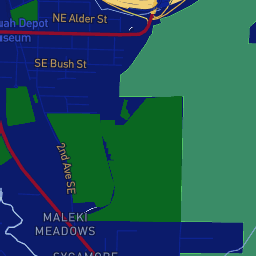 NE Alder St
uah Depot
useum
SE Bush St
2nd Ave SE
MALEKI
MEADOWS
SYCAMORE